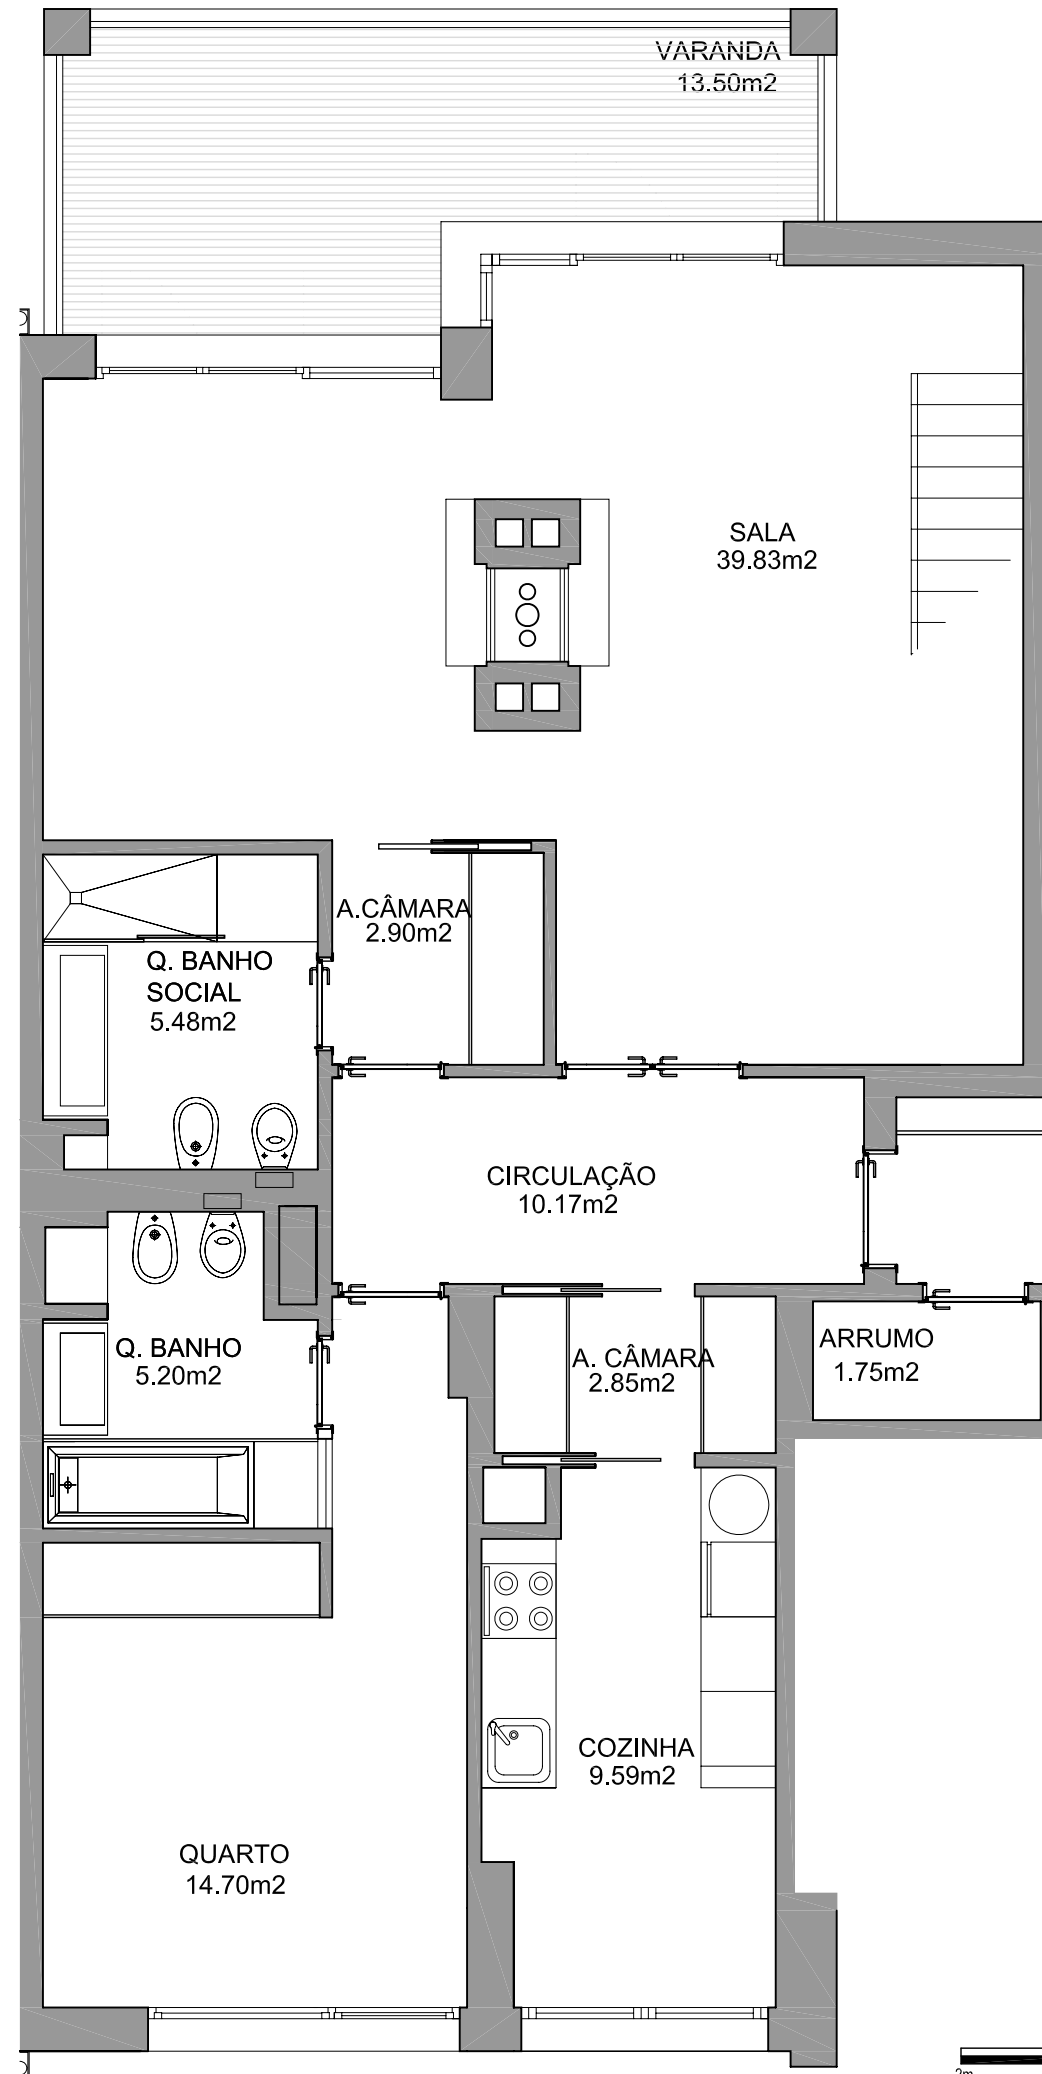 VARANDA
13.50m2
SALA
39.83m2
A.CÂMARA
2.90m2
Q. BANHO
SOCIAL
5.48m2
CIRCULAÇÃO
10.17m2
Q. BANHO
5.20m2
A. CÂMARA
2.85m2
ARRUMO
1.75m2
COZINHA
9.59m2
QUARTO
14.70m2
2m